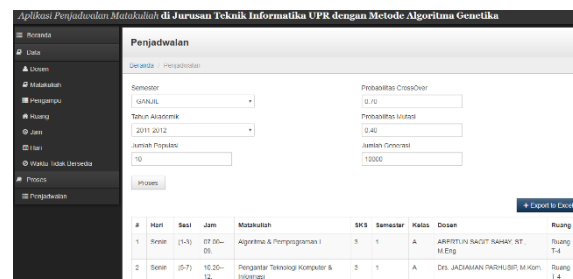 Aplikasi Penjadwalan Matakuliah di Jurusan Teknik Informatika UPR dengan Metode Algoritma Genetika
Beranda
Data
Dosen
Matakuliah
Pengampu
Ruang
Jam
Hari
Waktu Tidak Bersedia
Proses
Penjadwalan
Penjadwalan
Beranda / Penjadwalan
Semester
GANJIL
Tahun Akademik
2011-2012
Jumlah Populasi
10
Probabilitas CrossOver
0.70
Probabilitas Mutasi
0.40
Jumlah Generasi
10000
Proses
+ Export to Excel
# Hari Sesi Jam Matakuliah SKS Semester Kelas Dosen Ruang
1 Senin (1-3) 07.00-- Algoritma & Pemprograman I 3 1 A ABERTUN SAGIT SAHAY, ST., Ruang
09. M.Eng T-4
2 Senin (5-7) 10.20-- Pengantar Teknologi Komputer & 3 1 A Drs. JADIAMAN PARHUSIP, M.Kom. Ruang
12. Informasi T-4